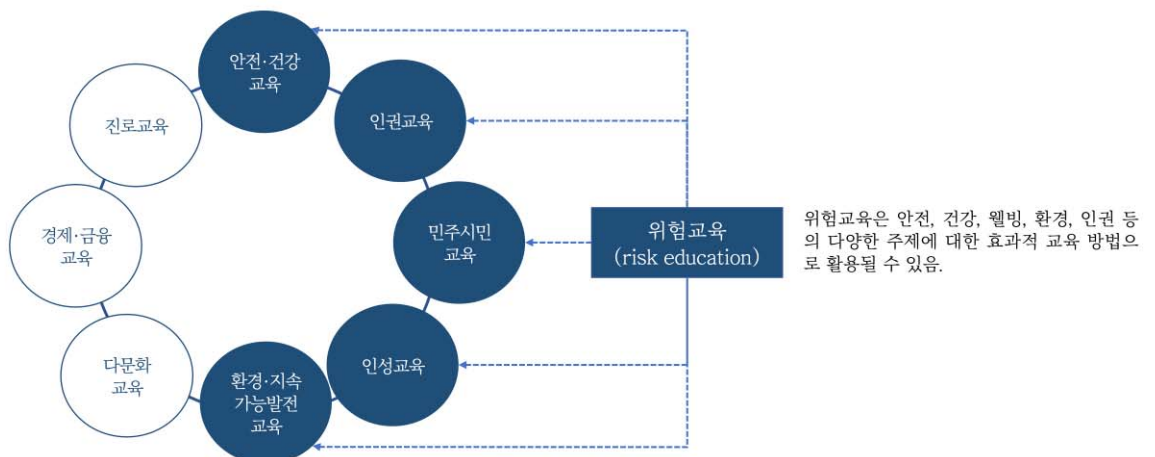 안전·건강
교육
인권교육
민주시민
교육
인성교육
환경·지속
가능발전
교육
다문화
교육
경제·금융
교육
진로교육
위험교육
(risk education)
위험교육은 안전, 건강, 웰빙, 환경, 인권 등
의 다양한 주제에 대한 효과적 교육 방법으
로 활용될 수 있음.